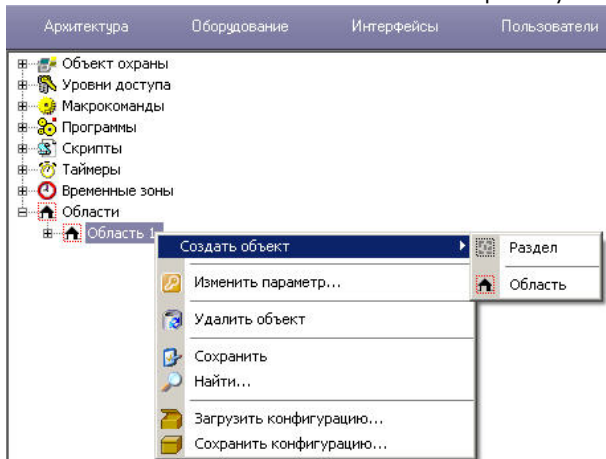 Архитектура Оборудование Интерфейсы Пользователи
Объект охраны
Уровни доступа
Макрокоманды
Программы
Скрипты
Таймеры
Временные зоны
Области
Область 1
Создать объект
Раздел
Область
Изменить параметр...
Удалить объект
Сохранить
Найти...
Загрузить конфигурацию...
Сохранить конфигурацию...